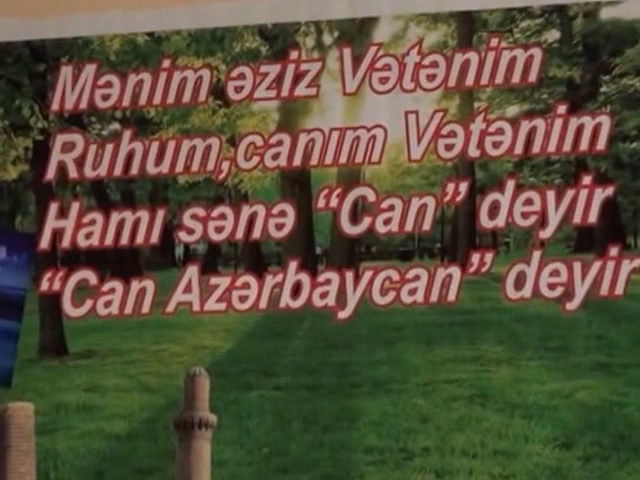 Mənim əziz Vətənim
Ruhum,canım Vətənim
Hamı sənə “Can” deyir
“Can Azərbaycan” deyir